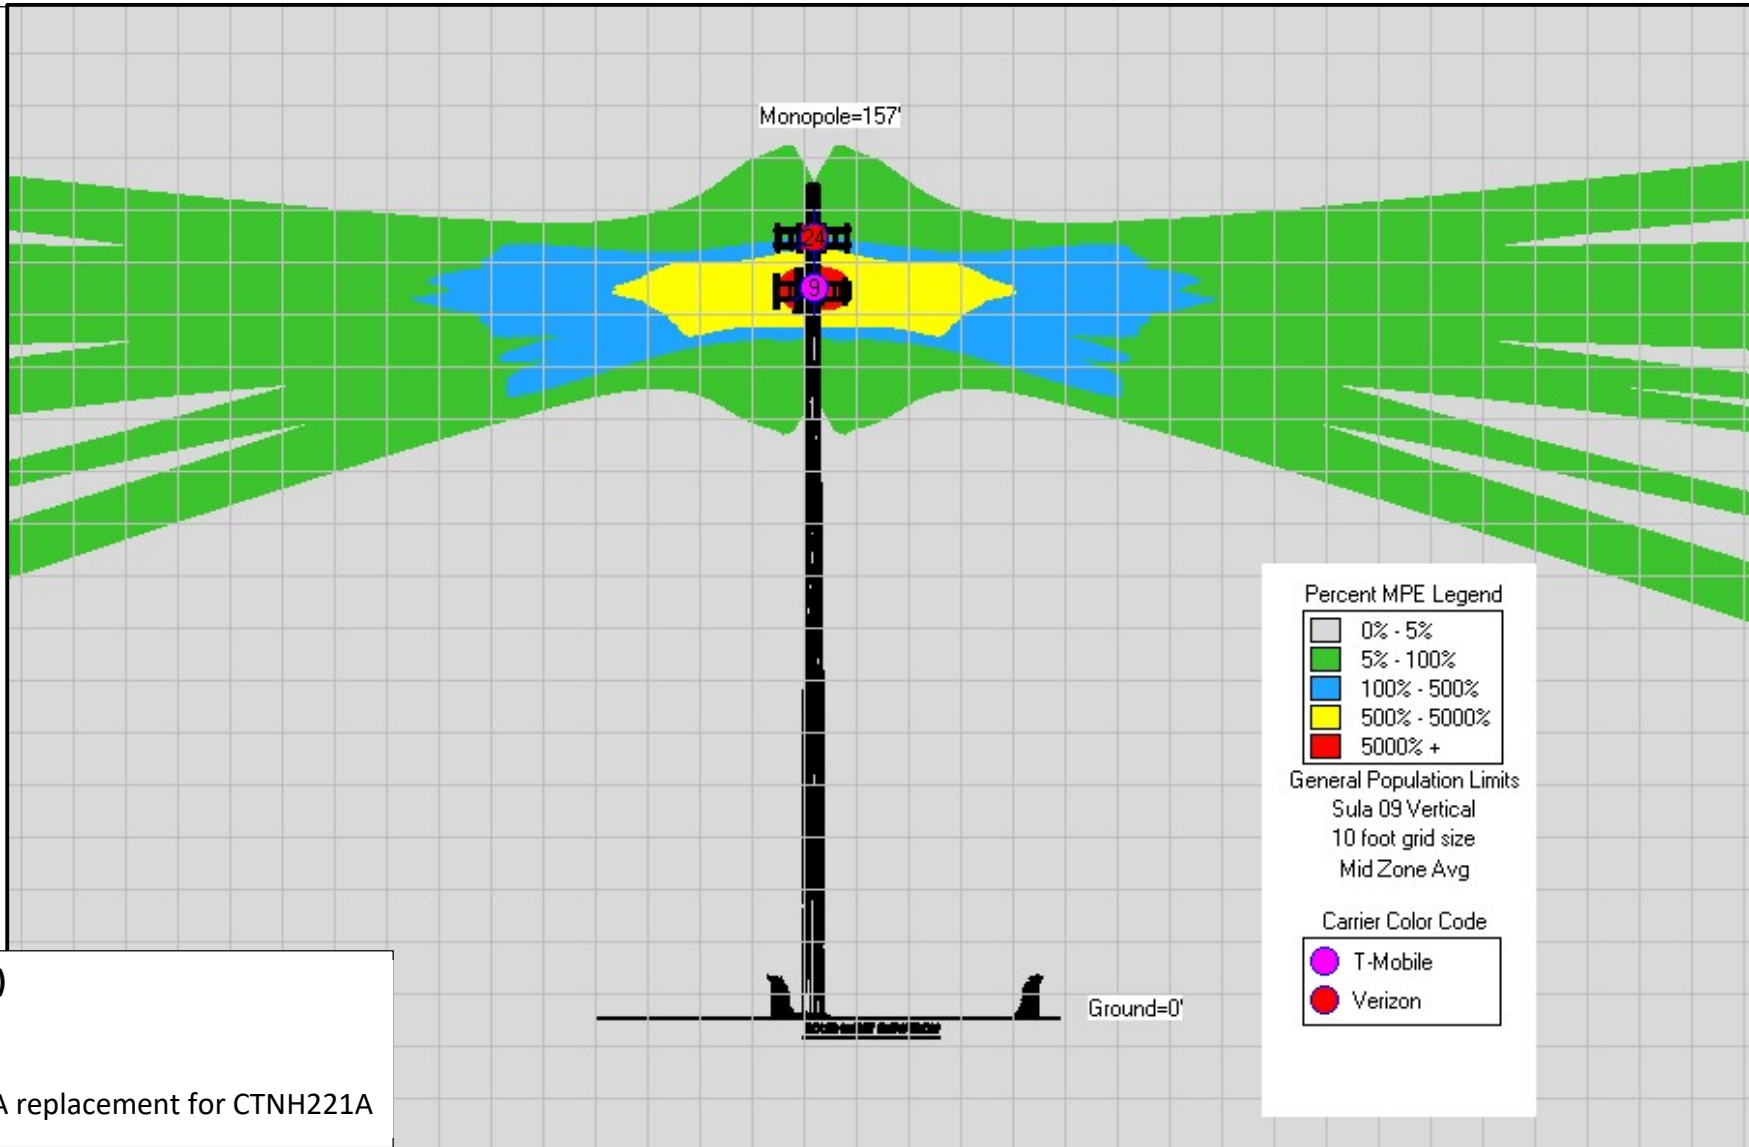 Monopole=157'
24
9
Percent MPE Legend
0% - 5%
5% - 100%
100% - 500%
500% - 5000%
5000% +
General Population Limits
Sula 09 Vertical
10 foot grid size
Mid Zone Avg
Carrier Color Code
T-Mobile
Verizon
Ground=0'
)
A replacement for CTNH221A